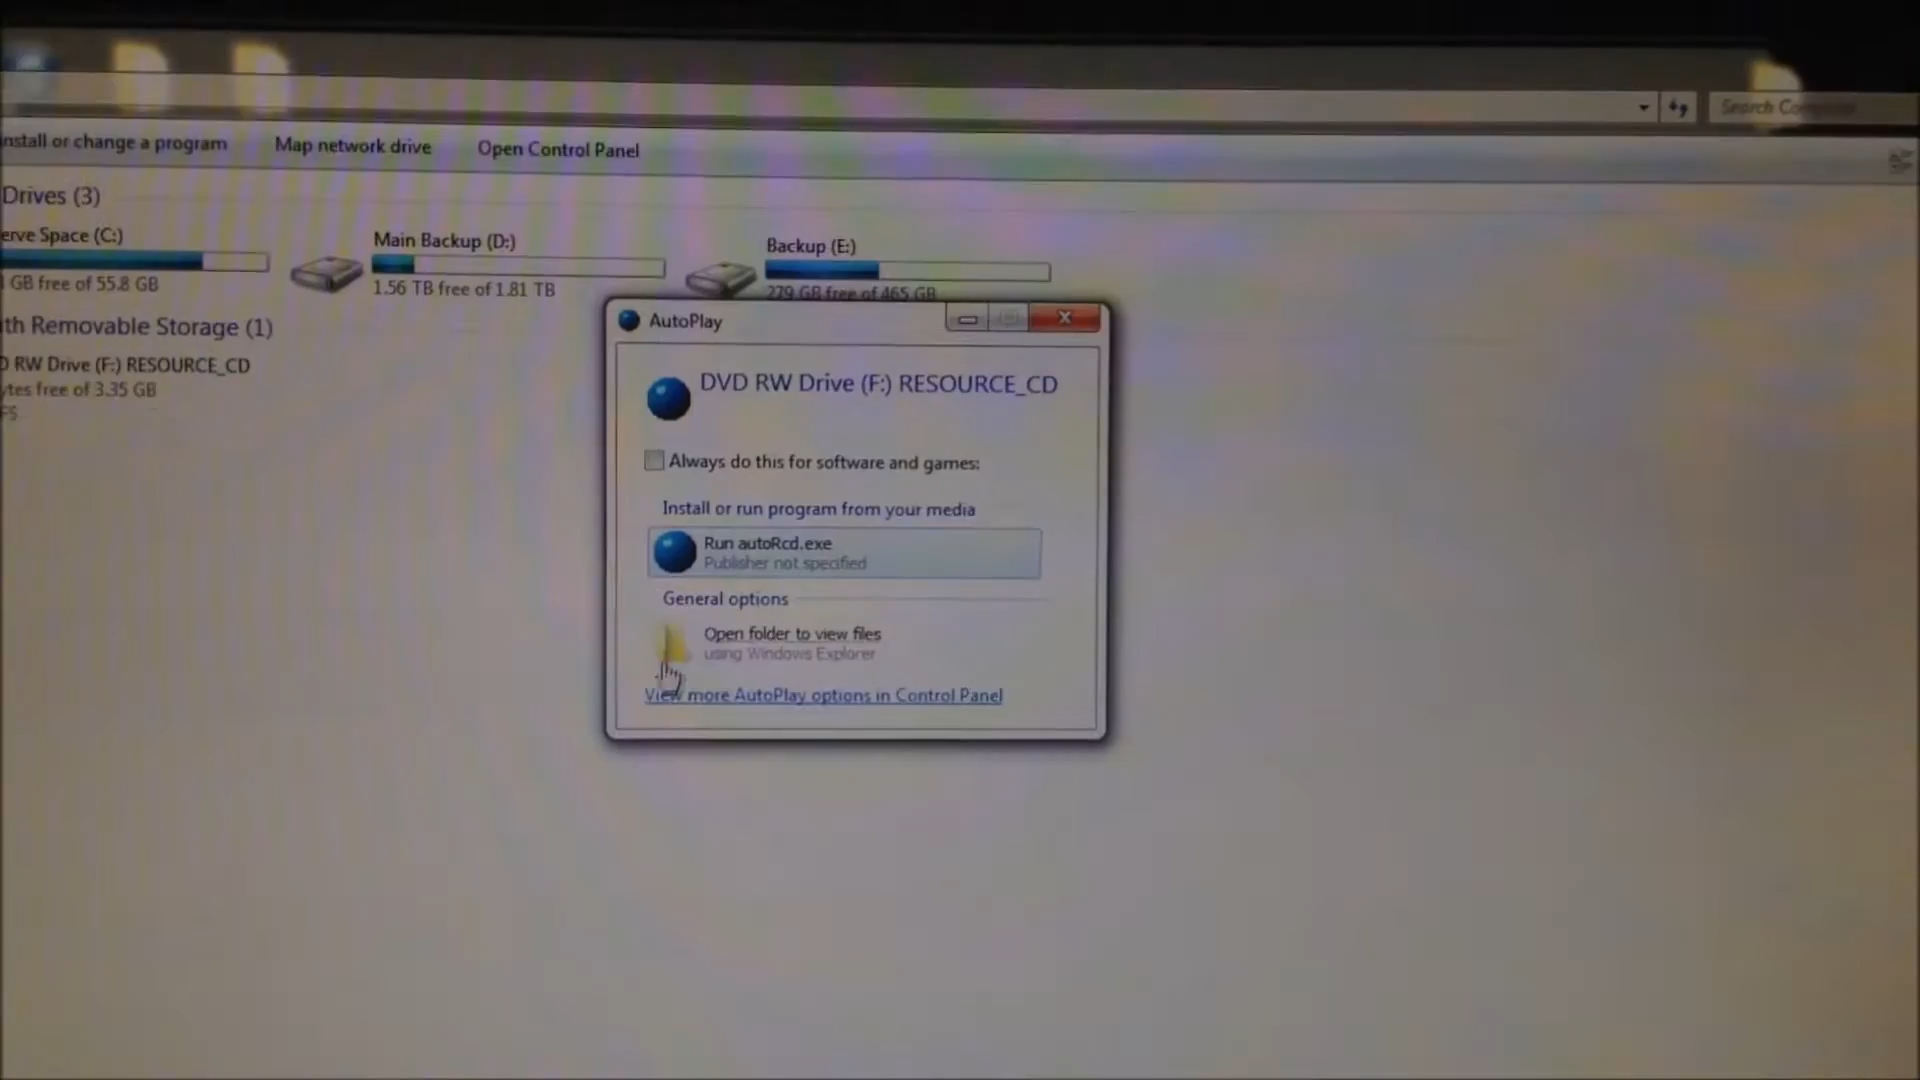 install or change a program Map network drive Open Control Panel
Search
Drives (3)
Space (C:)
GB free of 55.8 GB
Main Backup (D:)
1.56 TB free of 1.81 TB
Backup (E:)
279 GB free of 465 GB
Removable Storage (1)
RW Drive (F:) RESOURCE_CD
free of 3.35 GB
AutoPlay
DVD RW Drive (F:) RESOURCE_CD
Always do this for software and games:
Install or run program from your media
Run autoRcd.exe
Publisher not specified
General options
Open folder to view files
using Windows Explorer
View more AutoPlay options in Control Panel